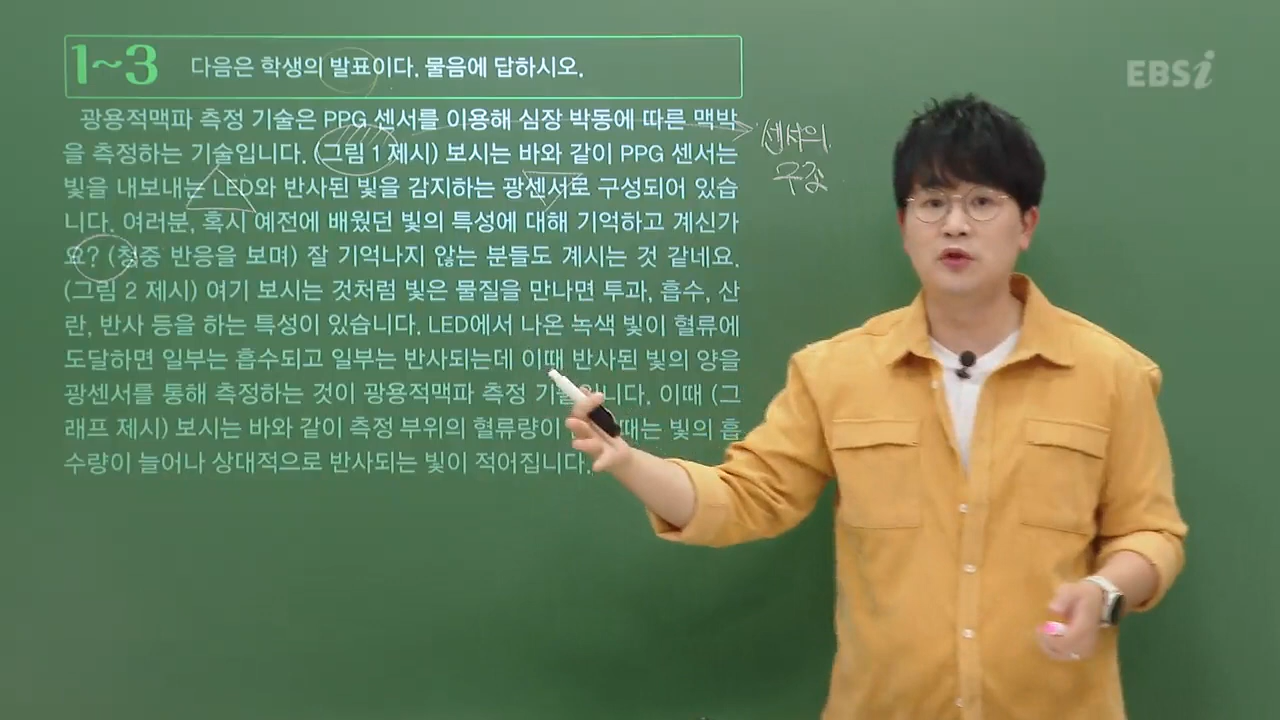 1~3 다음은 학생의 발표이다. 물음에 답하시오.
EBSi
광용적맥파 측정 기술은 PPG 센서를 이용해 심장 박동에 따른 맥박
을 측정하는 기술입니다. (그림 1 제시) 보시는 바와 같이 PPG 센서는
빛을 내보내는 LED와 반사된 빛을 감지하는 광센서로 구성되어 있습
니다. 여러분, 혹시 예전에 배웠던 빛의 특성에 대해 기억하고 계신가
요? (청중 반응을 보며) 잘 기억나지 않는 분들도 계시는 것 같네요.
(그림 2 제시) 여기 보시는 것처럼 빛은 물질을 만나면 투과, 흡수, 산
란, 반사 등을 하는 특성이 있습니다. LED에서 나온 녹색 빛이 혈류에
도달하면 일부는 흡수되고 일부는 반사되는데 이때 반사된 빛의 양을
광센서를 통해 측정하는 것이 광용적맥파 측정 기술입니다. 이때 (그
래프 제시) 보시는 바와 같이 측정 부위의 혈류량이 때는 빛의 흡
수량이 늘어나 상대적으로 반사되는 빛이 적어집니다.
센서의
구조